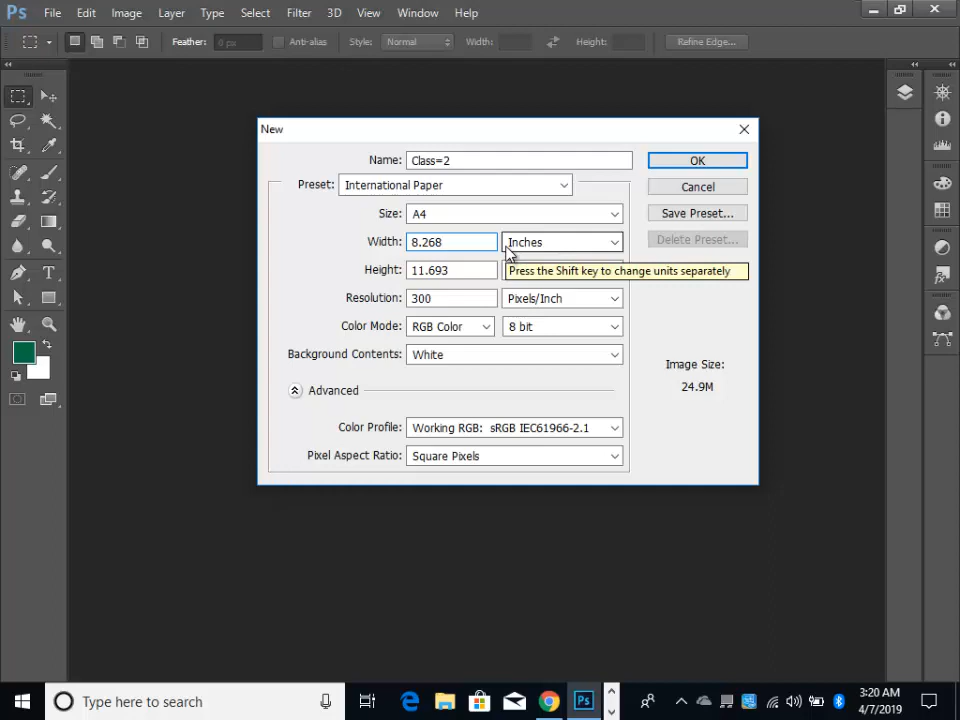 Ps File Edit Image Layer Type Select Filter 3D View Window Help
Feather: 0 px Anti-alias Style: Normal Width: Height: Refine Edge...
New
Name: Class=2 OK
Preset: International Paper Cancel
Size: A4 Save Preset...
Width: 8.268 Inches Delete Preset...
Height: 11.693 Press the Shift key to change units separately
Resolution: 300 Pixels/Inch
Color Mode: RGB Color 8 bit
Background Contents: White
Image Size:
24.9M
Advanced
Color Profile: Working RGB: sRGB IEC61966-2.1
Pixel Aspect Ratio: Square Pixels
Type here to search
Ps
3:20 AM
4/7/2019